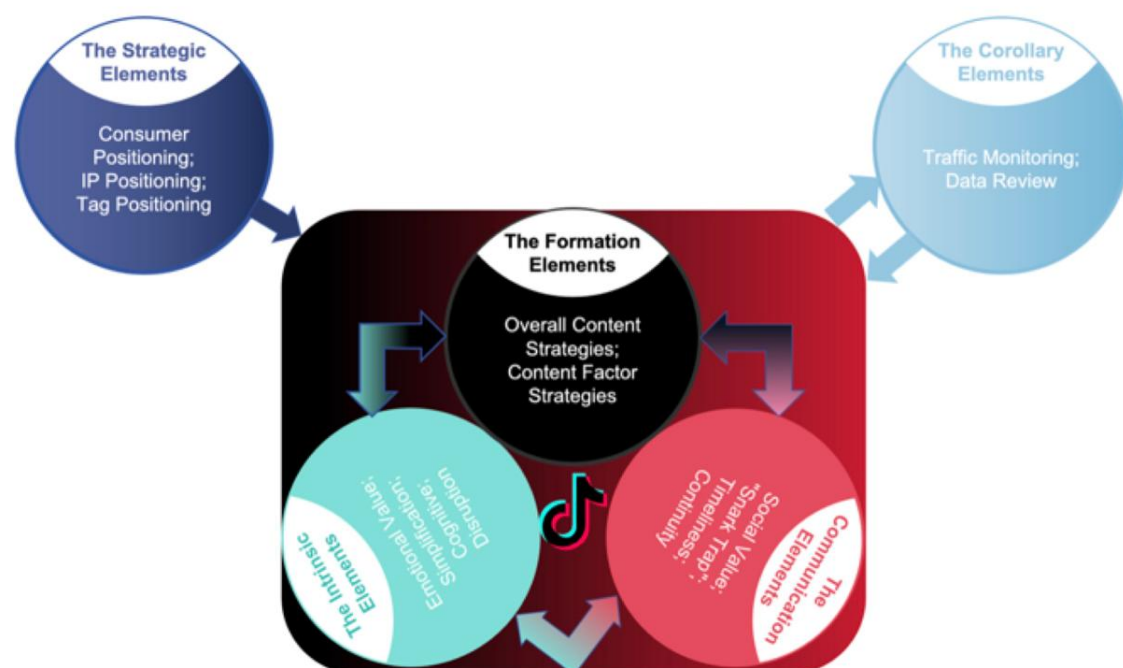 The Strategic
Elements
Consumer
Positioning;
IP Positioning;
Tag Positioning
The Corollary
Elements
Traffic Monitoring;
Data Review
The Formation
Elements
Overall Content
Strategies;
Content Factor
Strategies
Emotional Value;
Simplification;
Cognitive;
Disruption
The Intrinsic
Elements
Social Value;
"Snark Trap";
Timeliness;
Continuity
The
Communication
Elements